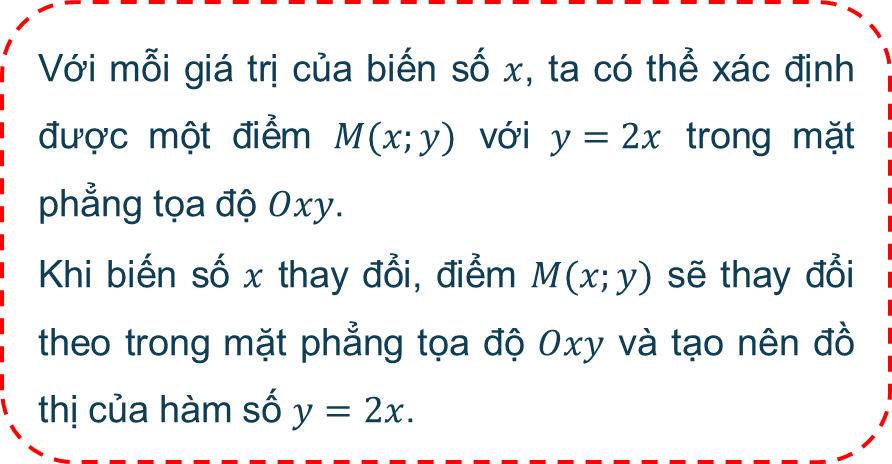 Với mỗi giá trị của biến số x, ta có thể xác định
được một điểm M(x; y) với y = 2x trong mặt
phẳng tọa độ Oxy.
Khi biến số x thay đổi, điểm M(x; y) sẽ thay đổi
theo trong mặt phẳng tọa độ Oxy và tạo nên đồ
thị của hàm số y = 2x.